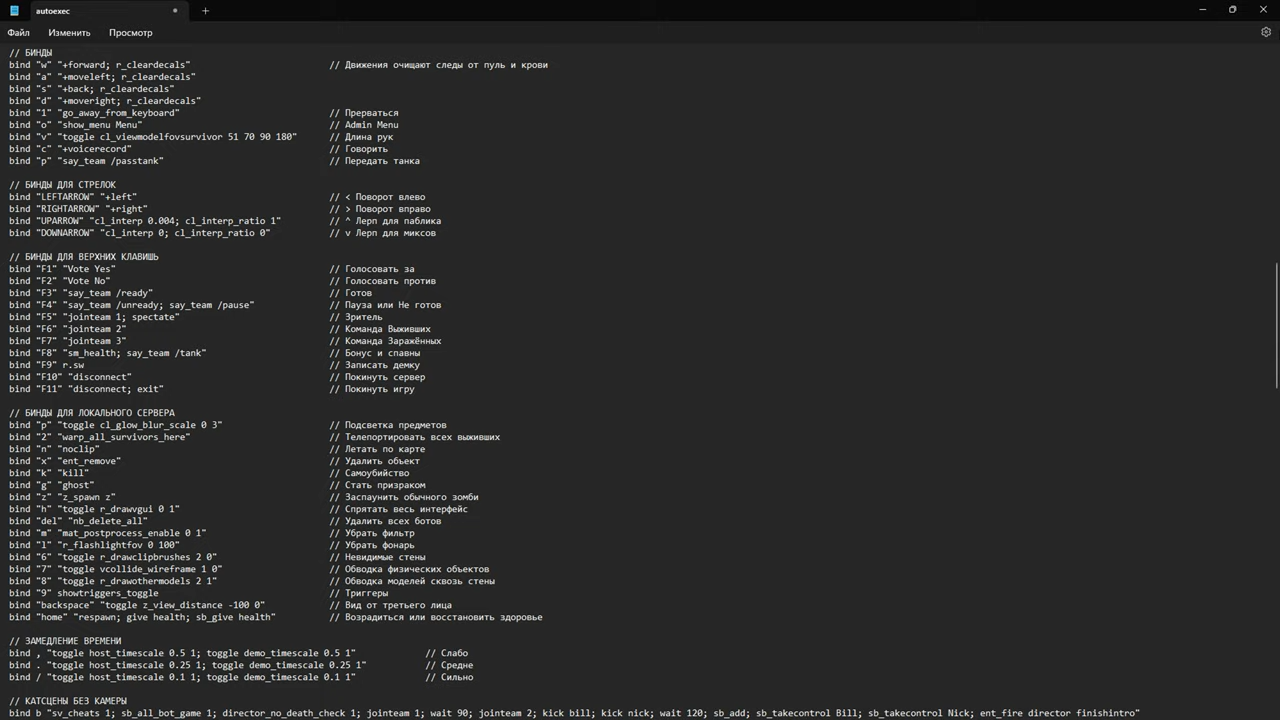 autoexec
Файл Изменить Просмотр
// БИНДЫ
bind "w" "+forward; r_cleardecals" // Движения очищают следы от пуль и крови
bind "a" "+moveleft; r_cleardecals"
bind "s" "+back; r_cleardecals"
bind "d" "+moveright; r_cleardecals"
bind "1" "go_away_from_keyboard" // Прерваться
bind "o" "show_menu Menu" // Admin Menu
bind "v" "toggle cl_viewmodelfovsurvivor 51 70 90 180" // Длина рук
bind "c" "+voicerecord" // Говорить
bind "p" "say_team /passtank" // Передать танка
// БИНДЫ ДЛЯ СТРЕЛОК
bind "LEFTARROW" "+left" // < Поворот влево
bind "RIGHTARROW" "+right" // > Поворот вправо
bind "UPARROW" "cl_interp 0.004; cl_interp_ratio 1" // ^ Лерп для паблика
bind "DOWNARROW" "cl_interp 0; cl_interp_ratio 0" // v Лерп для миксов
// БИНДЫ ДЛЯ ВЕРХНИХ КЛАВИШЬ
bind "F1" "Vote Yes" // Голосовать за
bind "F2" "Vote No" // Голосовать против
bind "F3" "say_team /ready" // Готов
bind "F4" "say_team /unready; say_team /pause" // Пауза или Не готов
bind "F5" "jointeam 1; spectate" // Зритель
bind "F6" "jointeam 2" // Команда Выживших
bind "F7" "jointeam 3" // Команда Заражённых
bind "F8" "sm_health; say_team /tank" // Бонус и спавны
bind "F9" r.sw // Записать демку
bind "F10" "disconnect" // Покинуть сервер
bind "F11" "disconnect; exit" // Покинуть игру
// БИНДЫ ДЛЯ ЛОКАЛЬНОГО СЕРВЕРА
bind "p" "toggle cl_glow_blur_scale 0 3" // Подсветка предметов
bind "2" "warp_all_survivors_here" // Телепортировать всех выживших
bind "n" "noclip" // Летать по карте
bind "x" "ent_remove" // Удалить объект
bind "k" "kill" // Самоубийство
bind "g" "ghost" // Стать призраком
bind "z" "z_spawn z" // Заспаунить обычного зомби
bind "h" "toggle r_drawvgui 0 1" // Спрятать весь интерфейс
bind "del" "nb_delete_all" // Удалить всех ботов
bind "m" "mat_postprocess_enable 0 1" // Убрать фильтр
bind "l" "r_flashlightfov 0 100" // Убрать фонарь
bind "6" "toggle r_drawclipbrushes 2 0" // Невидимые стены
bind "7" "toggle vcollide_wireframe 1 0" // Обводка физических объектов
bind "8" "toggle r_drawothermodels 2 1" // Обводка моделей сквозь стены
bind "9" showtriggers_toggle // Триггеры
bind "backspace" "toggle z_view_distance -100 0" // Вид от третьего лица
bind "home" "respawn; give health; sb_give health" // Возрадиться или восстановить здоровье
// ЗАМЕДЛЕНИЕ ВРЕМЕНИ
bind , "toggle host_timescale 0.5 1; toggle demo_timescale 0.5 1" // Слабо
bind . "toggle host_timescale 0.25 1; toggle demo_timescale 0.25 1" // Средне
bind / "toggle host_timescale 0.1 1; toggle demo_timescale 0.1 1" // Сильно
// КАТСЦЕНЫ БЕЗ КАМЕРЫ
bind b "sv_cheats 1; sb_all_bot_game 1; director_no_death_check 1; jointeam 1; wait 90; jointeam 2; kick bill; kick nick; wait 120; sb_add; sb_takecontrol Bill; sb_takecontrol Nick; ent_fire director finishintro"